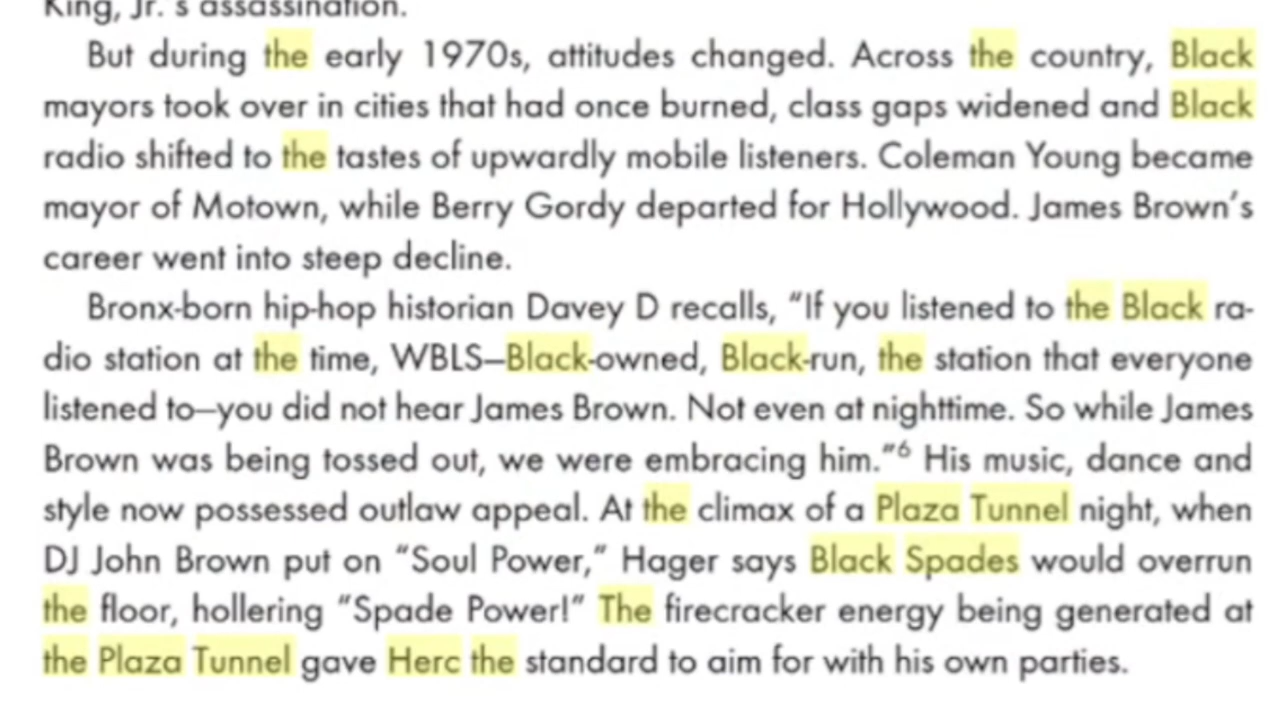 King, Jr.'s assassination.
But during the early 1970s, attitudes changed. Across the country, Black
mayors took over in cities that had once burned, class gaps widened and Black
radio shifted to the tastes of upwardly mobile listeners. Coleman Young became
mayor of Motown, while Berry Gordy departed for Hollywood. James Brown's
career went into steep decline.
Bronx-born hip-hop historian Davey D recalls, "If you listened to the Black ra-
dio station at the time, WBLS—Black-owned, Black-run, the station that everyone
listened to—you did not hear James Brown. Not even at nighttime. So while James
Brown was being tossed out, we were embracing him."6 His music, dance and
style now possessed outlaw appeal. At the climax of a Plaza Tunnel night, when
DJ John Brown put on "Soul Power," Hager says Black Spades would overrun
the floor, hollering "Spade Power!" The firecracker energy being generated at
the Plaza Tunnel gave Herc the standard to aim for with his own parties.